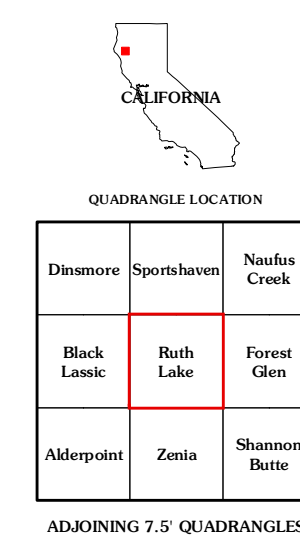 CALIFORNIA
QUADRANGLE LOCATION
Dinsmore Sportshaven Naufus
Creek
Black Ruth Forest
Lassic Lake Glen
Alderpoint Zenia Shannon
Butte
ADJOINING 7.5' QUADRANGLES